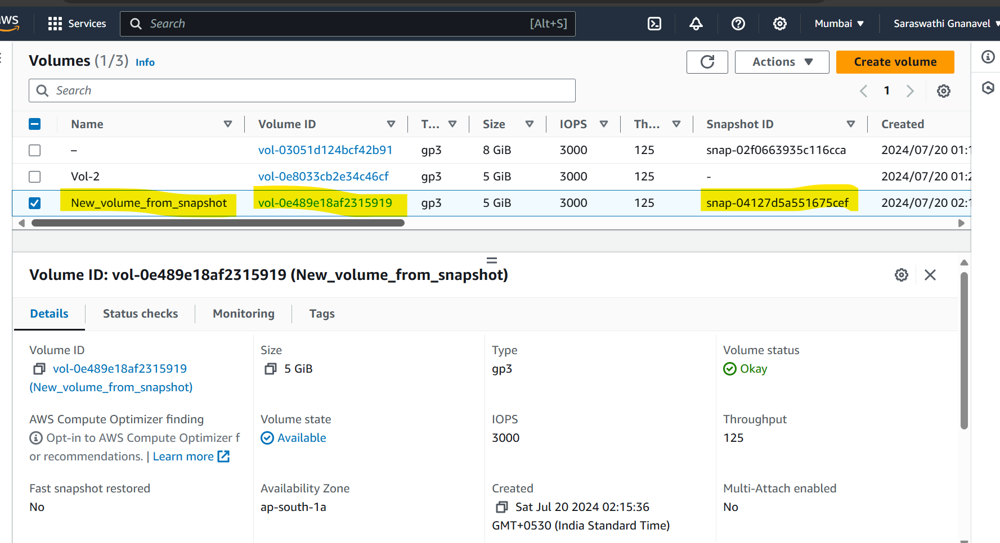 aws Services Search [Alt+S] Mumbai Saraswathi Gnanavel
Volumes (1/3) Info Actions Create volume
Search 1
Name Volume ID T... Size IOPS Th... Snapshot ID Created
– vol-03051d124bcf42b91 gp3 8 GiB 3000 125 snap-02f0663935c116cca 2024/07/20 01:1
Vol-2 vol-0e8033cb2e34c46cf gp3 5 GiB 3000 125 - 2024/07/20 01:2
New_volume_from_snapshot vol-0e489e18af2315919 gp3 5 GiB 3000 125 snap-04127d5a551675cef 2024/07/20 02:1
Volume ID: vol-0e489e18af2315919 (New_volume_from_snapshot)
Details Status checks Monitoring Tags
Volume ID Size Type Volume status
vol-0e489e18af2315919 5 GiB gp3 Okay
(New_volume_from_snapshot)
AWS Compute Optimizer finding Volume state IOPS Throughput
Opt-in to AWS Compute Optimizer f Available 3000 125
or recommendations. | Learn more
Fast snapshot restored Availability Zone Created Multi-Attach enabled
No ap-south-1a Sat Jul 20 2024 02:15:36 No
GMT+0530 (India Standard Time)